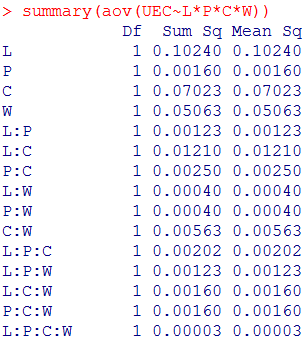 > summary(aov(UEC~L*P*C*W))
Df Sum Sq Mean Sq
L 1 0.10240 0.10240
P 1 0.00160 0.00160
C 1 0.07023 0.07023
W 1 0.05063 0.05063
L:P 1 0.00123 0.00123
L:C 1 0.01210 0.01210
P:C 1 0.00250 0.00250
L:W 1 0.00040 0.00040
P:W 1 0.00040 0.00040
C:W 1 0.00563 0.00563
L:P:C 1 0.00202 0.00202
L:P:W 1 0.00123 0.00123
L:C:W 1 0.00160 0.00160
P:C:W 1 0.00160 0.00160
L:P:C:W 1 0.00003 0.00003